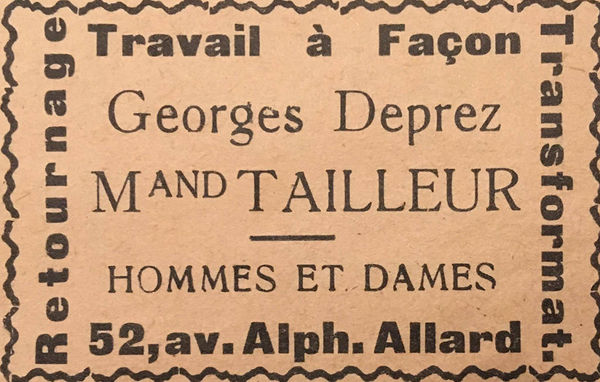 Travail à Façon
Retournage
Transformat.
Georges Deprez
MAND TAILLEUR
HOMMES ET DAMES
52, av. Alph. Allard